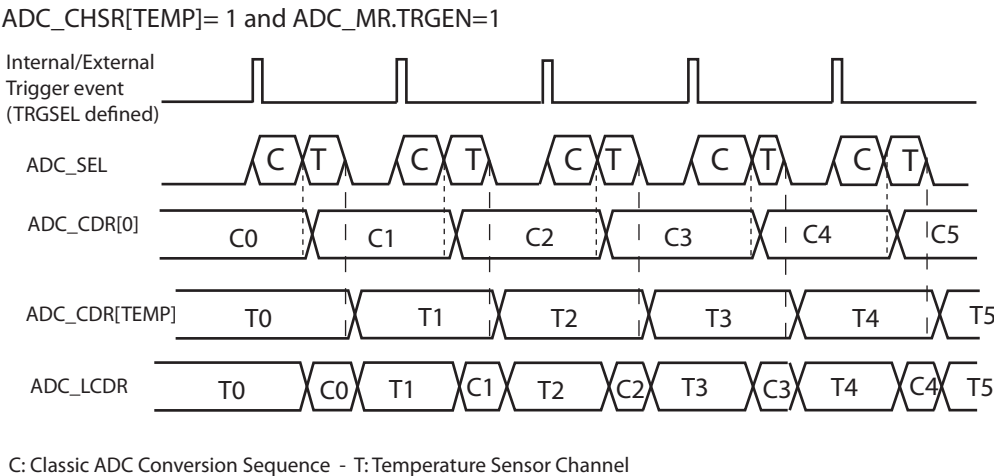 ADC_CHSR[TEMP]= 1 and ADC_MR.TRGEN=1
Internal/External
Trigger event
(TRGSEL defined)
ADC_SEL C T C T C T C T C T
ADC_CDR[0] C0 C1 C2 C3 C4 C5
ADC_CDR[TEMP] T0 T1 T2 T3 T4 T5
ADC_LCDR T0 C0 T1 C1 T2 C2 T3 C3 T4 C4 T5
C: Classic ADC Conversion Sequence - T: Temperature Sensor Channel